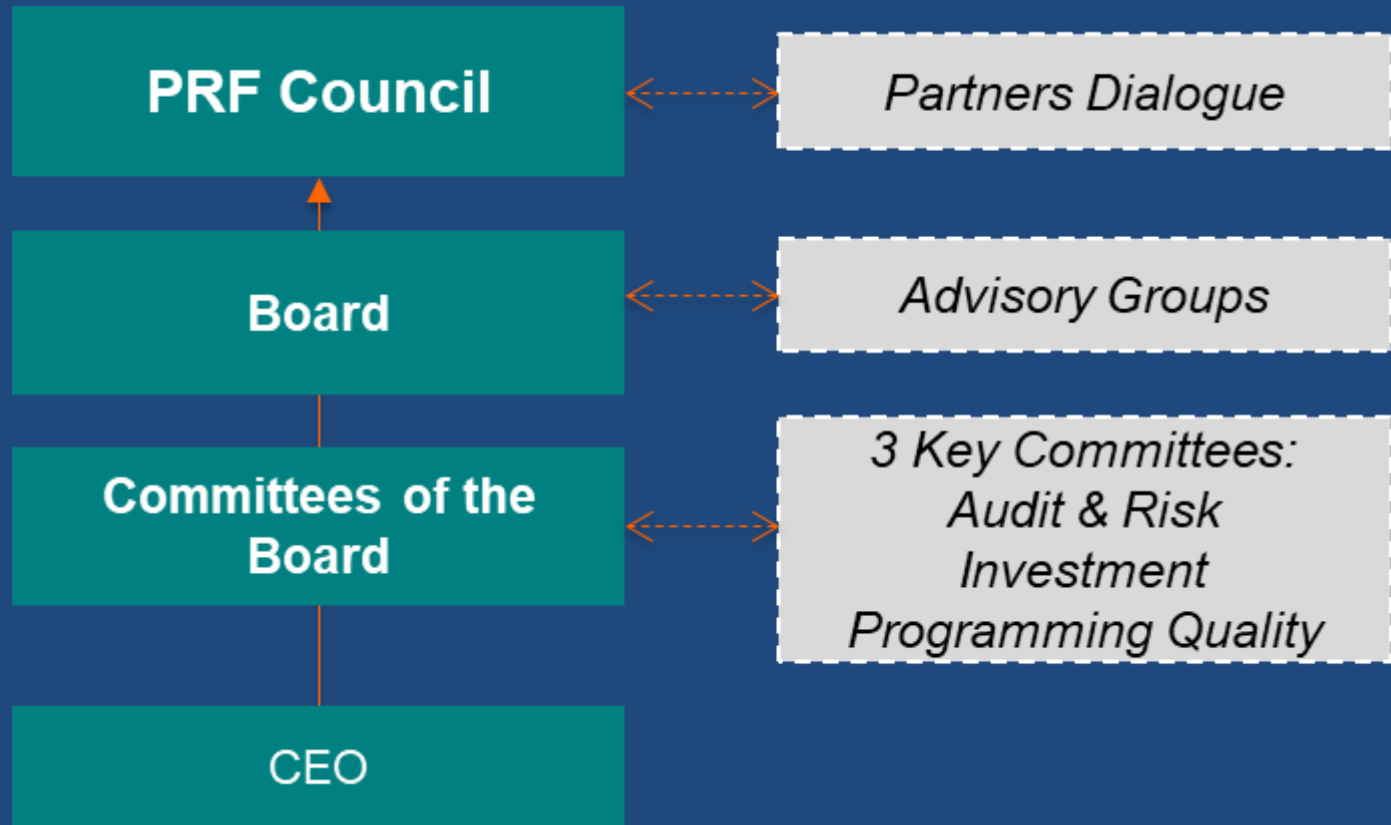 PRF Council
Partners Dialogue
Board
Advisory Groups
Committees of the
Board
3 Key Committees:
Audit & Risk
Investment
Programming Quality
CEO